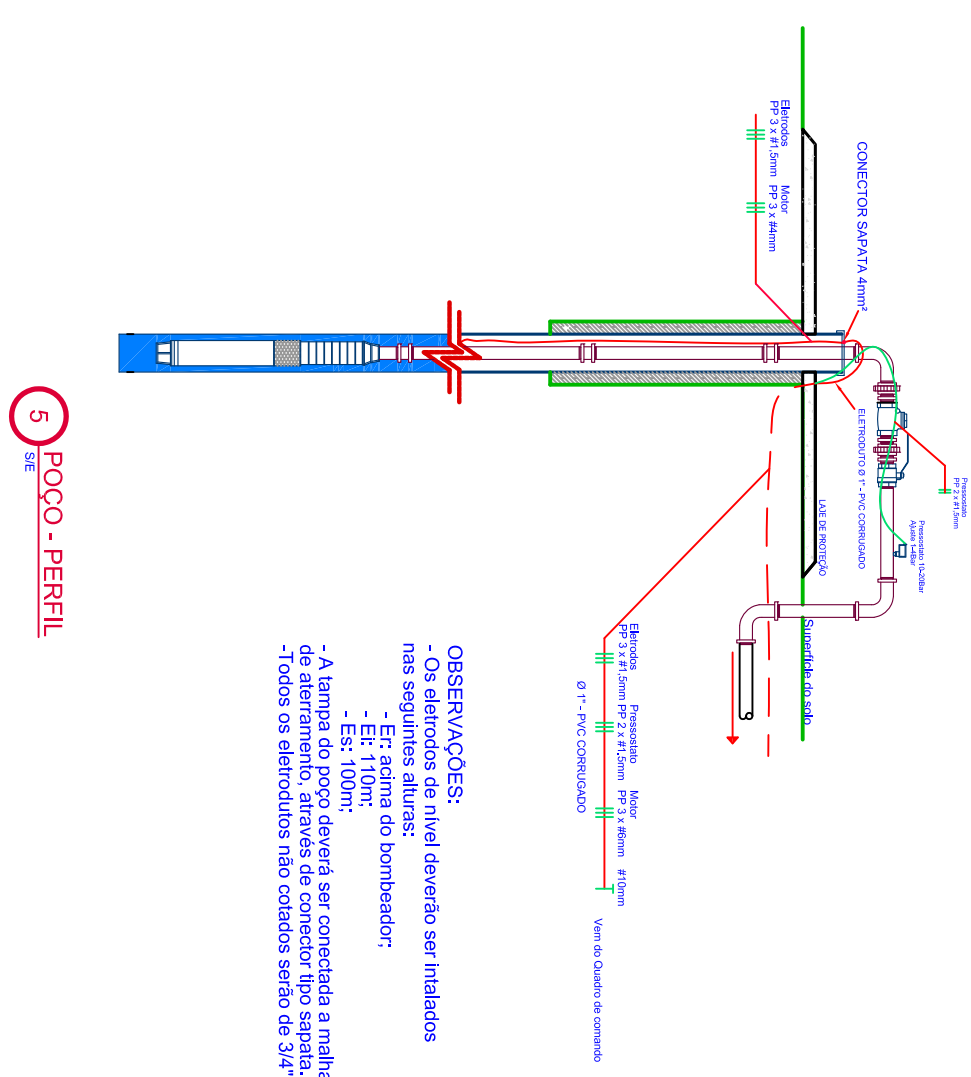 Pressostato
PP 2 x #1,5mm
Pressostato 10-20Bar
Ajuste 1-4Bar
CONECTOR SAPATA 4mm²
ELETRODUTO Ø 1" - PVC CORRUGADO
LAJE DE PROTEÇÃO
Superfície do solo
Eletrodos
PP 3 x #1,5mm
Motor
PP 3 x #4mm
Eletrodos
PP 3 x #1,5mm
Pressostato
PP 2 x #1,5mm
Motor
PP 3 x #6mm
#10mm
Ø 1" - PVC CORRUGADO
Vem do Quadro de comando
OBSERVAÇÕES:
- Os eletrodos de nível deverão ser intalados
nas seguintes alturas:
- Er: acima do bombeador;
- Ei: 110m;
- Es: 100m;
- A tampa do poço deverá ser conectada a malha
de aterramento, através de conector tipo sapata.
-Todos os eletrodutos não cotados serão de 3/4"
5
POÇO - PERFIL
S/E